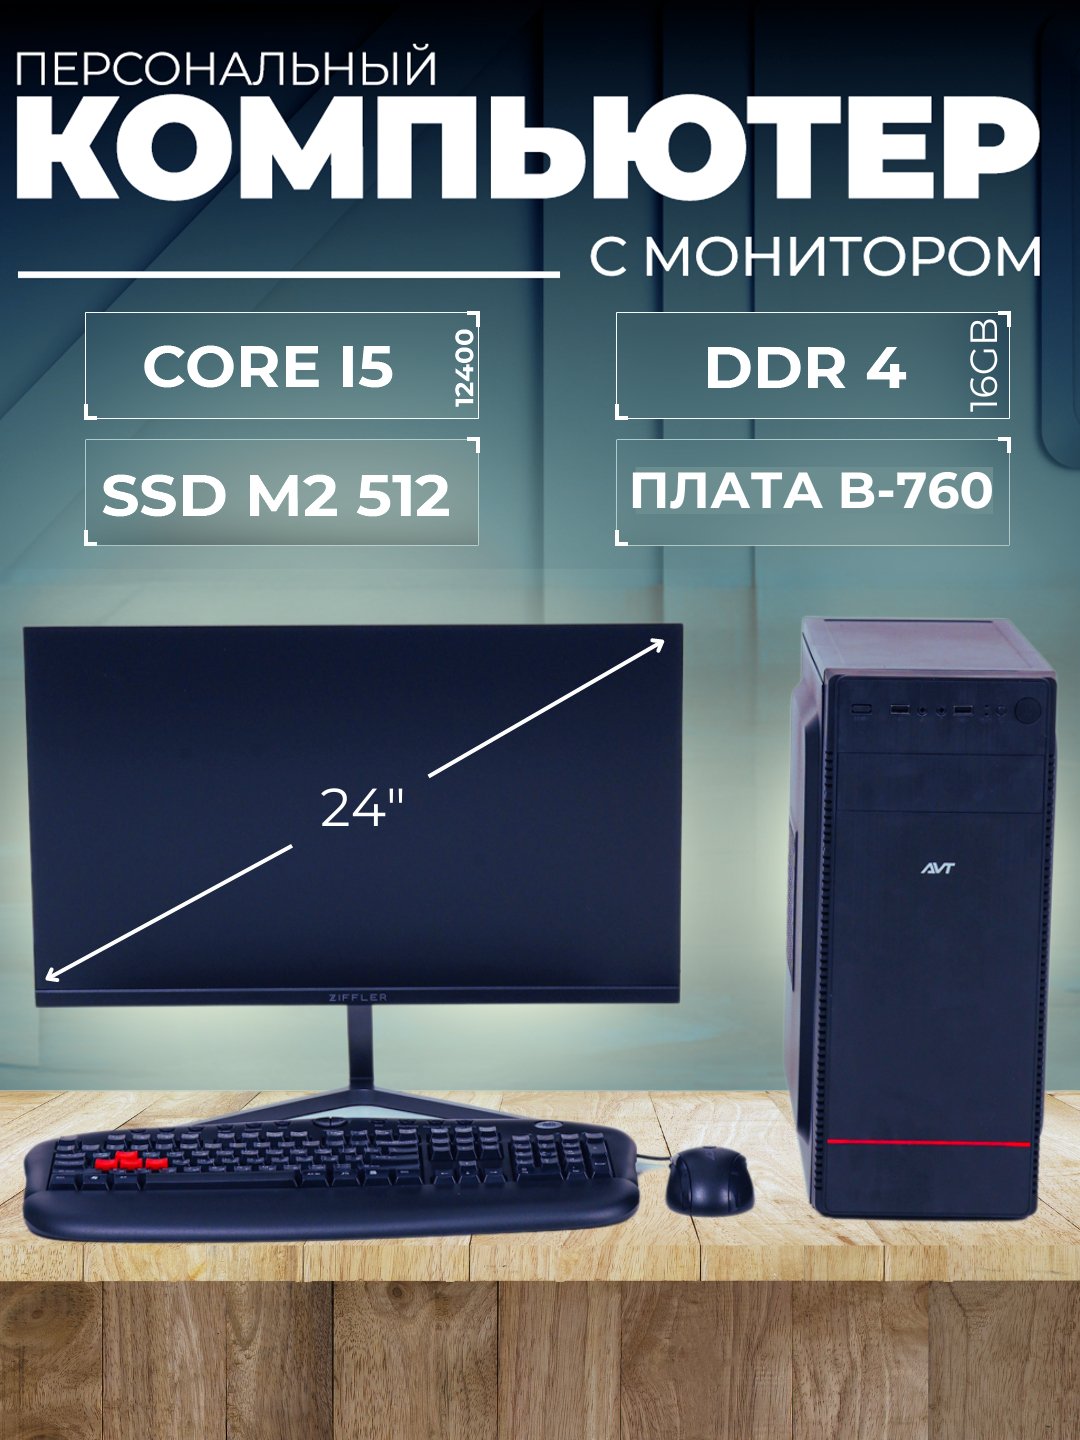 ПЕРСОНАЛЬНЫЙ
КОМПЬЮТЕР
С МОНИТОРОМ
CORE I5
12400
DDR 4
16GB
SSD M2 512
ПЛАТА B-760
24"
ZIFFLER
AVT